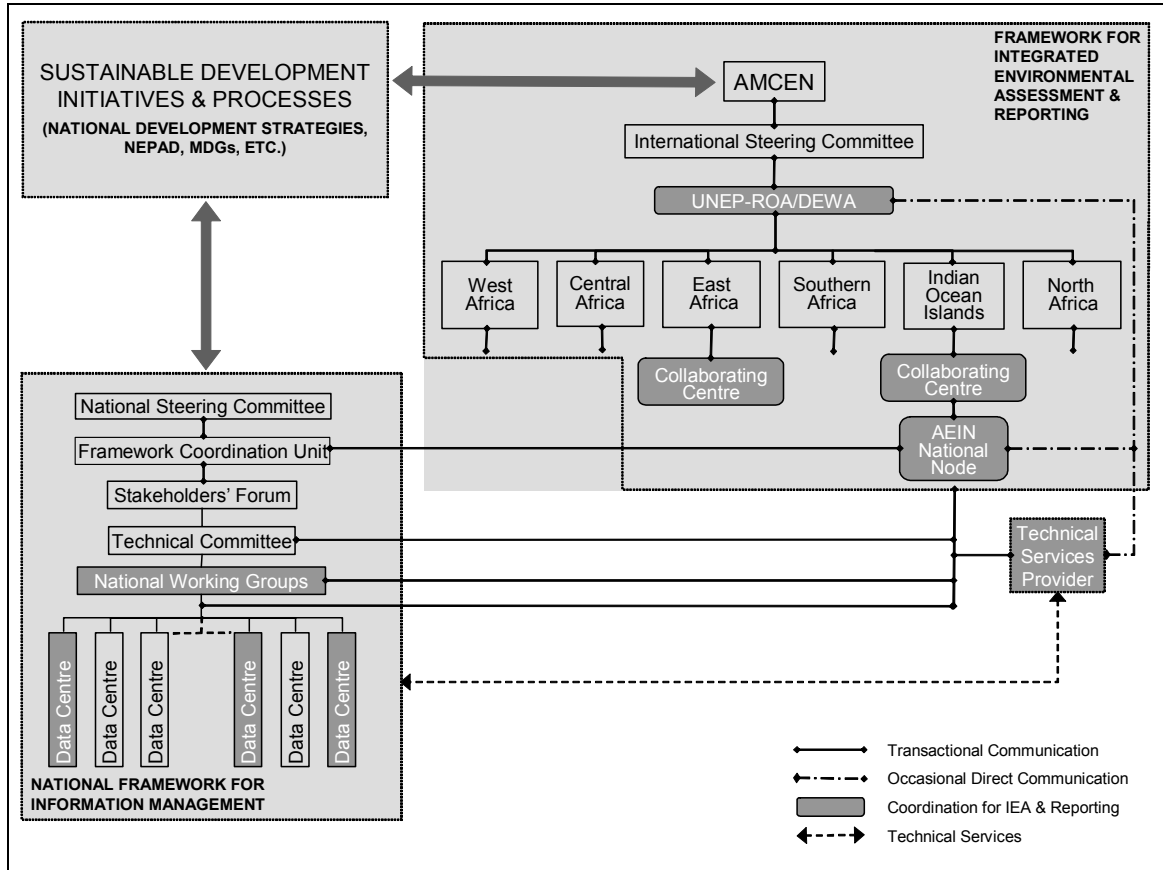 SUSTAINABLE DEVELOPMENT
INITIATIVES & PROCESSES
(NATIONAL DEVELOPMENT STRATEGIES,
NEPAD, MDGs, ETC.)
FRAMEWORK FOR
INTEGRATED
ENVIRONMENTAL
ASSESSMENT &
REPORTING
AMCEN
International Steering Committee
UNEP-ROA/DEWA
West
Africa
Central
Africa
East
Africa
Southern
Africa
Indian
Ocean
Islands
North
Africa
Collaborating
Centre
Collaborating
Centre
AEIN
National
Node
National Steering Committee
Framework Coordination Unit
Stakeholders' Forum
Technical Committee
National Working Groups
Data Centre
Data Centre
Data Centre
Data Centre
Data Centre
Data Centre
NATIONAL FRAMEWORK FOR
INFORMATION MANAGEMENT
Technical
Services
Provider
Transactional Communication
Occasional Direct Communication
Coordination for IEA & Reporting
Technical Services